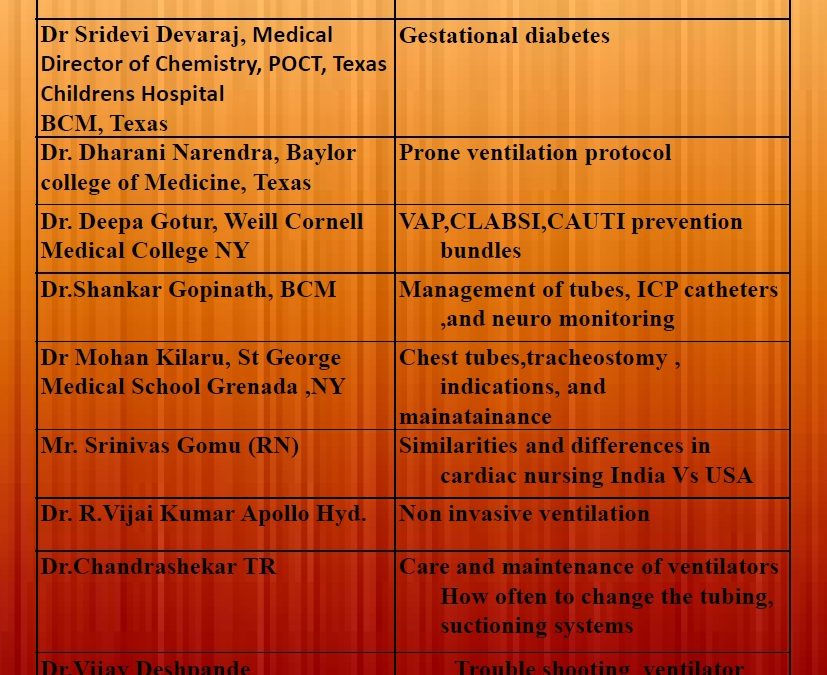 Dr Sridevi Devaraj, Medical
Director of Chemistry, POCT, Texas
Childrens Hospital
BCM, Texas
Gestational diabetes
Dr. Dharani Narendra, Baylor
college of Medicine, Texas
Prone ventilation protocol
Dr. Deepa Gotur, Weill Cornell
Medical College NY
VAP,CLABSI,CAUTI prevention
bundles
Dr.Shankar Gopinath, BCM
Management of tubes, ICP catheters
,and neuro monitoring
Dr Mohan Kilaru, St George
Medical School Grenada ,NY
Chest tubes,tracheostomy ,
indications, and
mainatainance
Mr. Srinivas Gomu (RN)
Similarities and differences in
cardiac nursing India Vs USA
Dr. R.Vijai Kumar Apollo Hyd.
Non invasive ventilation
Dr.Chandrashekar TR
Care and maintenance of ventilators
How often to change the tubing,
suctioning systems
Dr.Vijay Deshpande
Trouble shooting ventilator